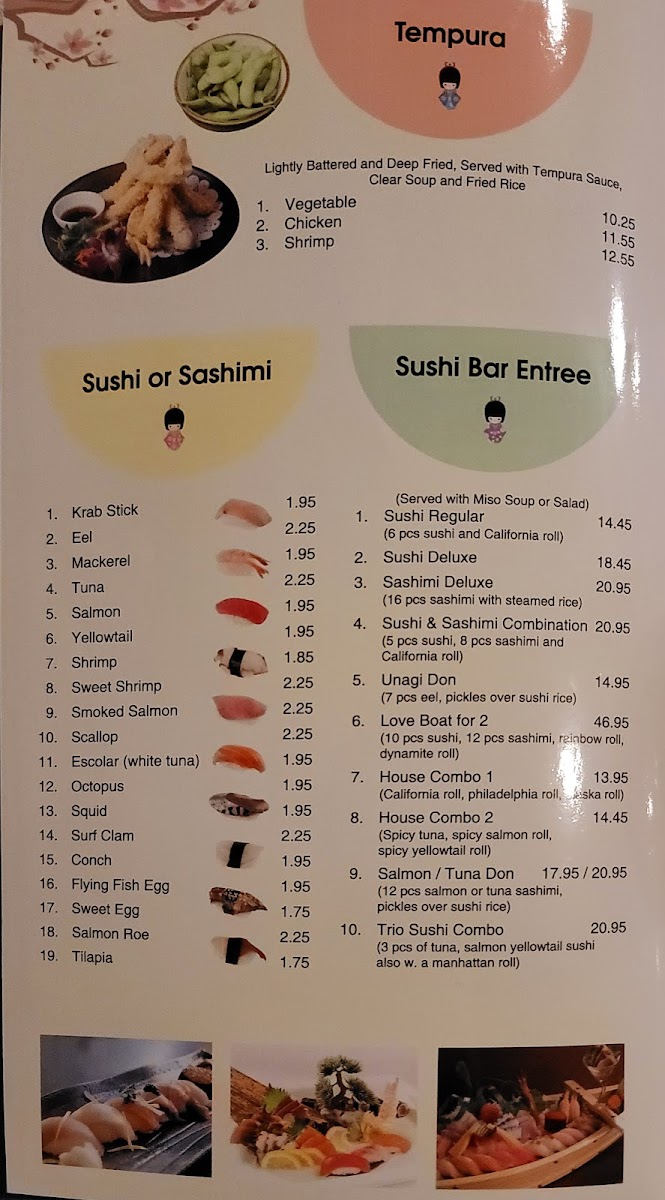 Tempura
Lightly Battered and Deep Fried, Served with Tempura Sauce,
Clear Soup and Fried Rice
1. Vegetable 10.25
2. Chicken 11.55
3. Shrimp 12.55
Sushi or Sashimi
1. Krab Stick 1.95
2. Eel 2.25
3. Mackerel 1.95
4. Tuna 2.25
5. Salmon 1.95
6. Yellowtail 1.95
7. Shrimp 1.85
8. Sweet Shrimp 2.25
9. Smoked Salmon 2.25
10. Scallop 2.25
11. Escolar (white tuna) 1.95
12. Octopus 1.95
13. Squid 1.95
14. Surf Clam 2.25
15. Conch 1.95
16. Flying Fish Egg 1.95
17. Sweet Egg 1.75
18. Salmon Roe 2.25
19. Tilapia 1.75
Sushi Bar Entree
(Served with Miso Soup or Salad)
1. Sushi Regular 14.45
(6 pcs sushi and California roll)
2. Sushi Deluxe 18.45
3. Sashimi Deluxe 20.95
(16 pcs sashimi with steamed rice)
4. Sushi & Sashimi Combination 20.95
(5 pcs sushi, 8 pcs sashimi and
California roll)
5. Unagi Don 14.95
(7 pcs eel, pickles over sushi rice)
6. Love Boat for 2 46.95
(10 pcs sushi, 12 pcs sashimi, rainbow roll,
dynamite roll)
7. House Combo 1 13.95
(California roll, philadelphia roll, roll)
8. House Combo 2 14.45
(Spicy tuna, spicy salmon roll,
spicy yellowtail roll)
9. Salmon / Tuna Don 17.95 / 20.95
(12 pcs salmon or tuna sashimi,
pickles over sushi rice)
10. Trio Sushi Combo 20.95
(3 pcs of tuna, salmon yellowtail sushi
also w. a manhattan roll)